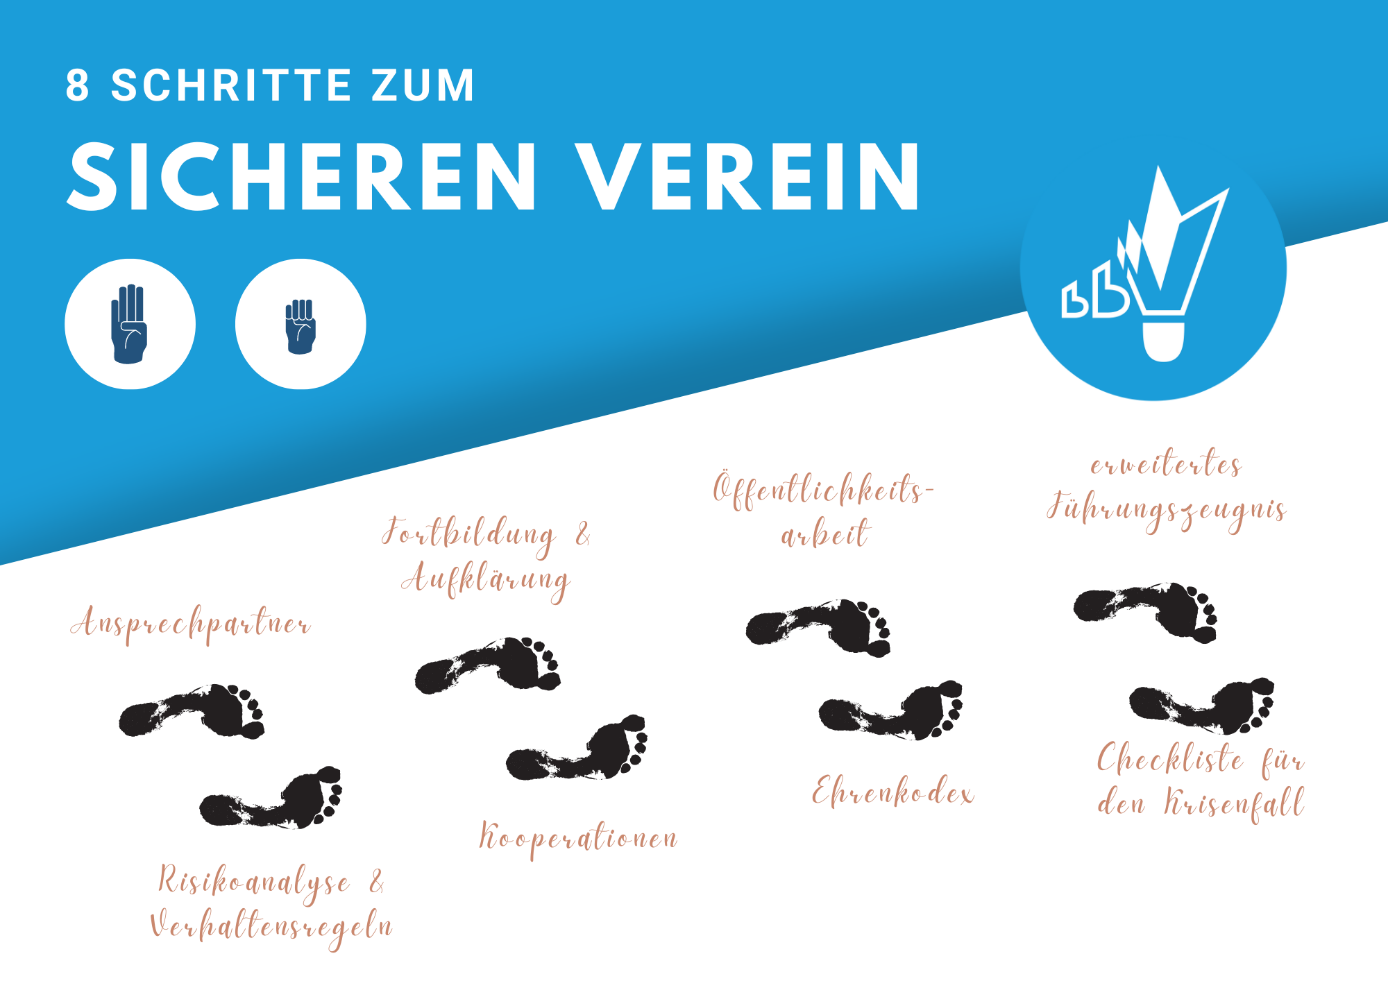 8 SCHRITTE ZUM
SICHEREN VEREIN
BBV
Ansprechpartner
Risikoanalyse &
Verhaltensregeln
Fortbildung &
Aufklärung
Kooperationen
Öffentlichkeits-
arbeit
Ehrenkodex
erweitertes
Führungszeugnis
Checkliste für
den Krisenfall